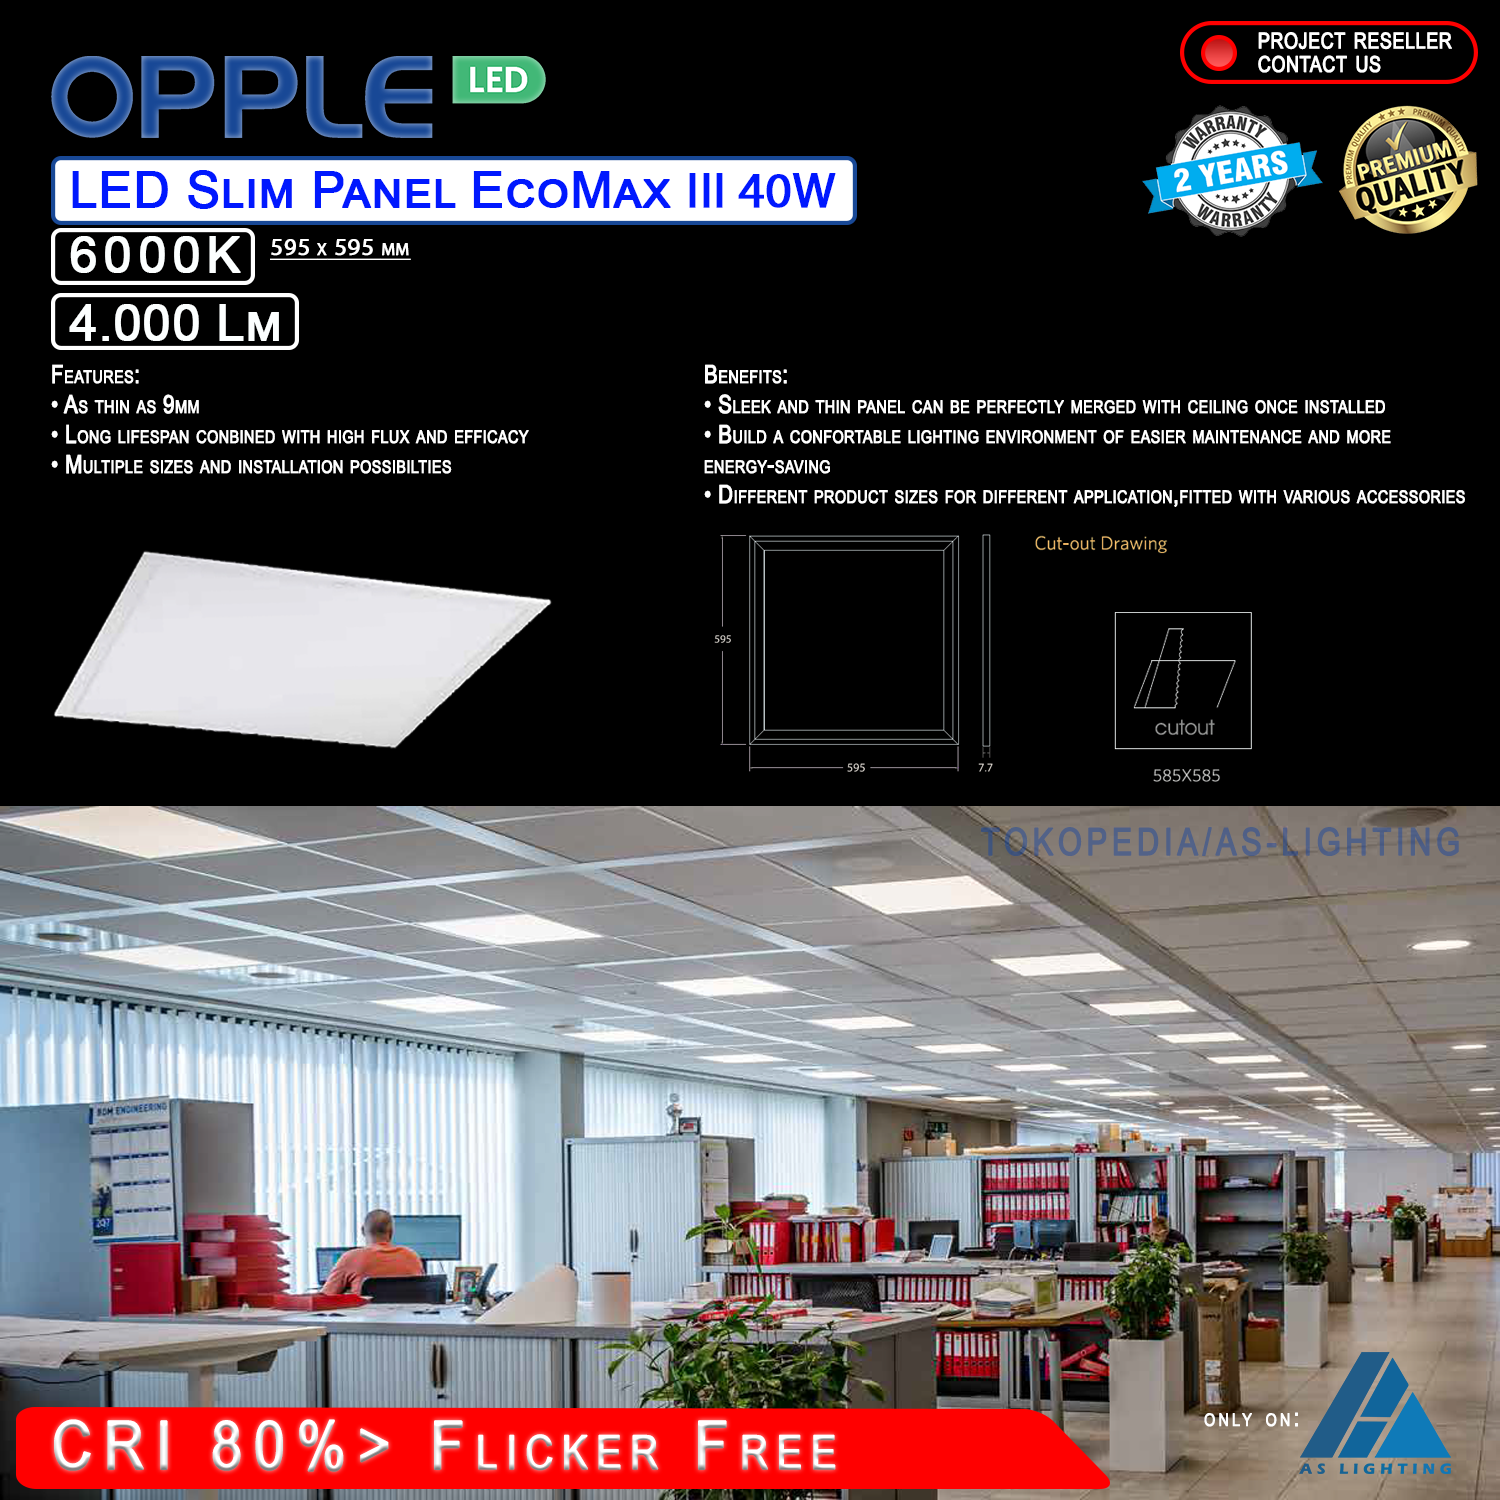 OPPLE LED
PROJECT RESELLER
CONTACT US
LED Slim Panel EcoMax III 40W
WARRANTY
2 YEARS
WARRANTY
PREMIUM QUALITY
PREMIUM QUALITY
PREMIUM
QUALITY
6000K 595 x 595 mm
4.000 Lm
Features:
• As thin as 9mm
• Long lifespan conbined with high flux and efficacy
• Multiple sizes and installation possibilties
Benefits:
• Sleek and thin panel can be perfectly merged with ceiling once installed
• Build a confortable lighting environment of easier maintenance and more
energy-saving
• Different product sizes for different application,fitted with various accessories
Cut-out Drawing
595
595
7.7
cutout
585X585
TOKOPEDIA/AS-LIGHTING
BDM ENGINEERING
2017
CRI 80%> Flicker Free
only on:
AS LIGHTING